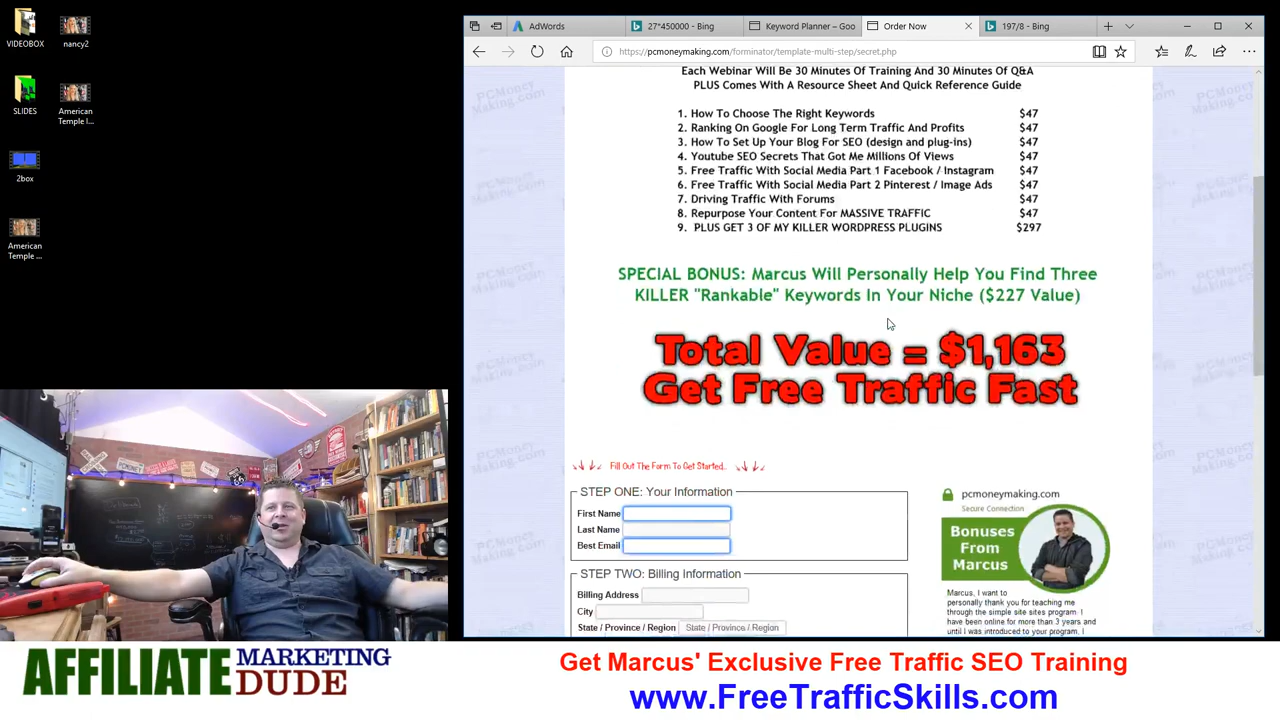 VIDEOBOX
nancy2
SLIDES
American
Temple I...
2box
American
Temple ...
AdWords
27*450000 - Bing
Keyword Planner – Goo
Order Now
197/8 - Bing
https://pcmoneymaking.com/forminator/template-multi-step/secret.php
Each Webinar Will Be 30 Minutes Of Training And 30 Minutes Of Q&A
PLUS Comes With A Resource Sheet And Quick Reference Guide
1. How To Choose The Right Keywords $47
2. Ranking On Google For Long Term Traffic And Profits $47
3. How To Set Up Your Blog For SEO (design and plug-ins) $47
4. Youtube SEO Secrets That Got Me Millions Of Views $47
5. Free Traffic With Social Media Part 1 Facebook / Instagram $47
6. Free Traffic With Social Media Part 2 Pinterest / Image Ads $47
7. Driving Traffic With Forums $47
8. Repurpose Your Content For MASSIVE TRAFFIC $47
9. PLUS GET 3 OF MY KILLER WORDPRESS PLUGINS $297
SPECIAL BONUS: Marcus Will Personally Help You Find Three
KILLER "Rankable" Keywords In Your Niche ($227 Value)
Total Value = $1,163
Get Free Traffic Fast
Fill Out The Form To Get Started...
STEP ONE: Your Information
First Name
Last Name
Best Email
STEP TWO: Billing Information
Billing Address
City
State / Province / Region State / Province / Region
pcmoneymaking.com
Secure Connection
Bonuses
From
Marcus
Marcus, I want to
personally thank you for teaching me
through the simple site sites program. I
have been online for more than 3 years and
until I was introduced to your program, I
AFFILIATE MARKETING
DUDE
Get Marcus' Exclusive Free Traffic SEO Training
www.FreeTrafficSkills.com